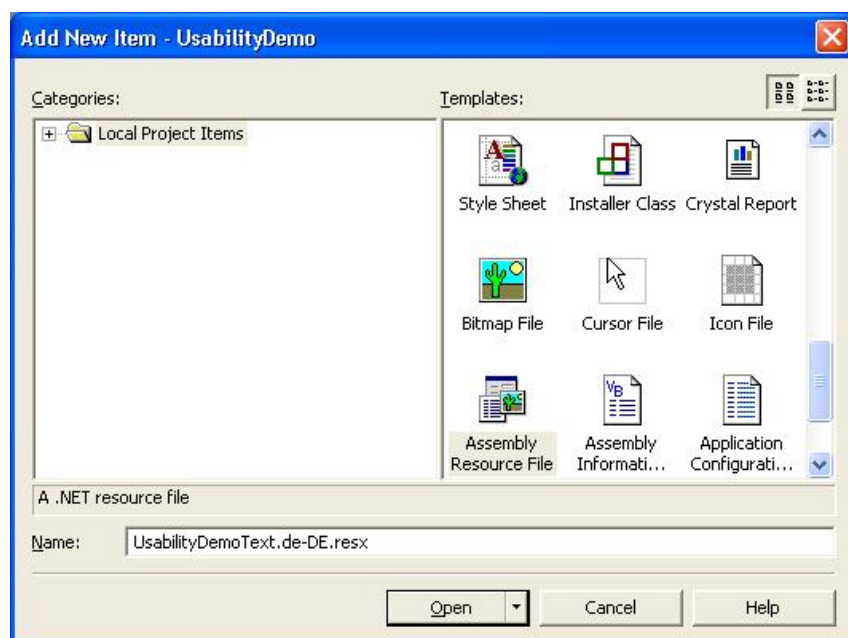 Add New Item - UsabilityDemo
Categories:
Templates:
Local Project Items
Style Sheet
Installer Class
Crystal Report
Bitmap File
Cursor File
Icon File
Assembly
Resource File
Assembly
Informati...
Application
Configurati...
A .NET resource file
Name:
UsabilityDemoText.de-DE.resx
Open
Cancel
Help